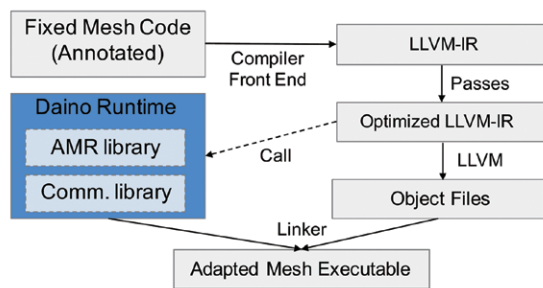 Fixed Mesh Code
(Annotated)
Compiler
Front End
LLVM-IR
Passes
Daino Runtime
AMR library
Comm. library
Call
Optimized LLVM-IR
LLVM
Object Files
Linker
Adapted Mesh Executable